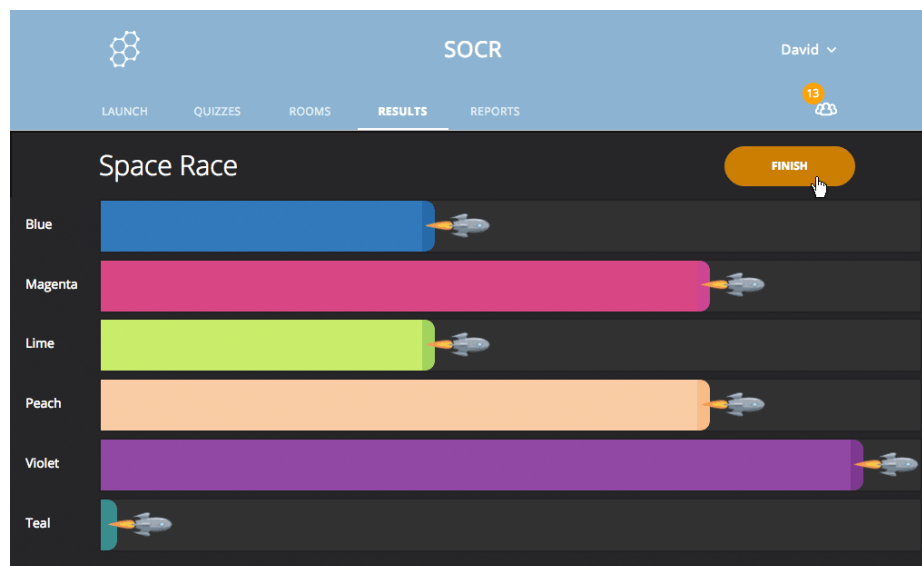 SOCR
David
13
LAUNCH QUIZZES ROOMS RESULTS REPORTS
Space Race
FINISH
Blue
Magenta
Lime
Peach
Violet
Teal